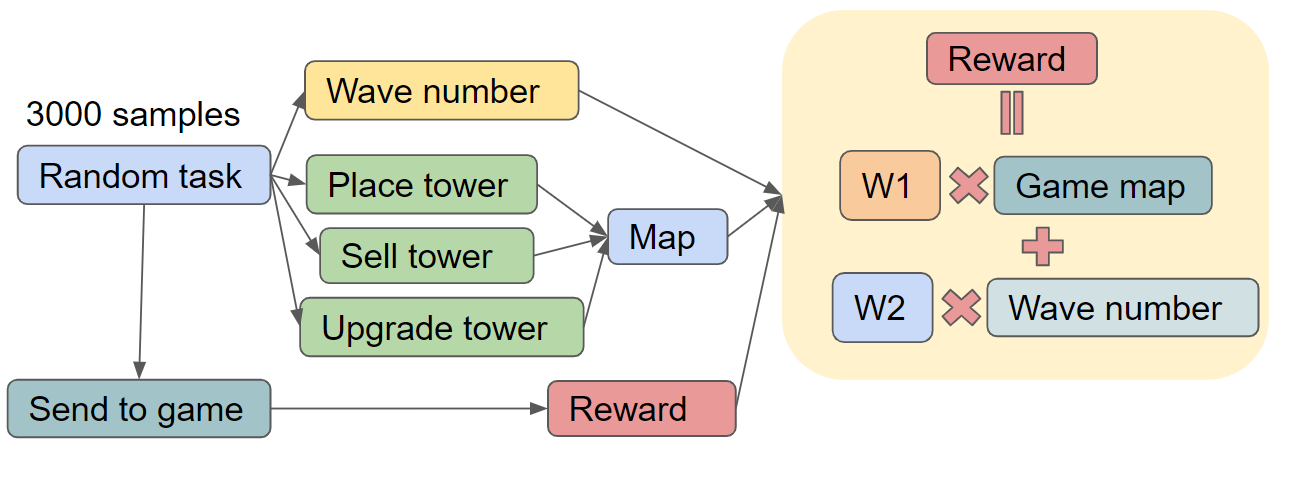 3000 samples
Random task
Wave number
Place tower
Sell tower
Upgrade tower
Map
Send to game
Reward
Reward
W1
Game map
W2
Wave number